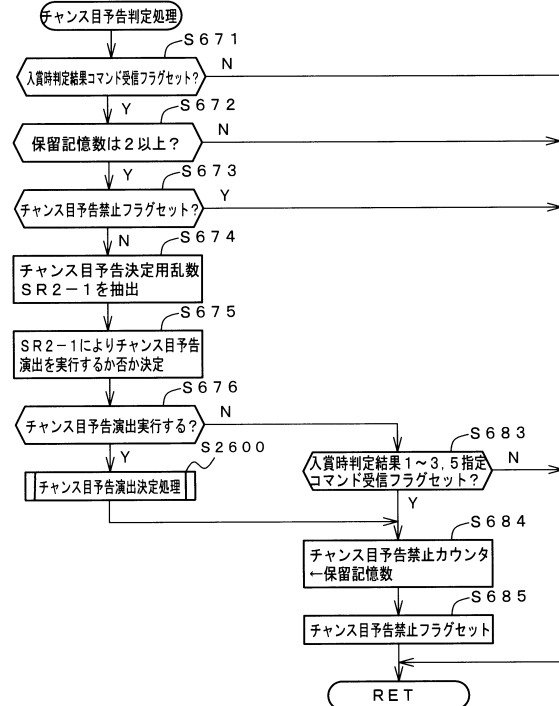 チャンス目予告判定処理
S671
入賞時判定結果コマンド受信フラグセット?
N
Y
S672
保留記憶数は2以上?
N
Y
S673
チャンス目予告禁止フラグセット?
Y
N
S674
チャンス目予告決定用乱数
SR2-1を抽出
S675
SR2-1によりチャンス目予告
演出を実行するか否か決定
S676
チャンス目予告演出実行する?
N
Y
S2600
チャンス目予告演出決定処理
S683
入賞時判定結果1~3,5指定
コマンド受信フラグセット?
N
Y
S684
チャンス目予告禁止カウンタ
←保留記憶数
S685
チャンス目予告禁止フラグセット
RET